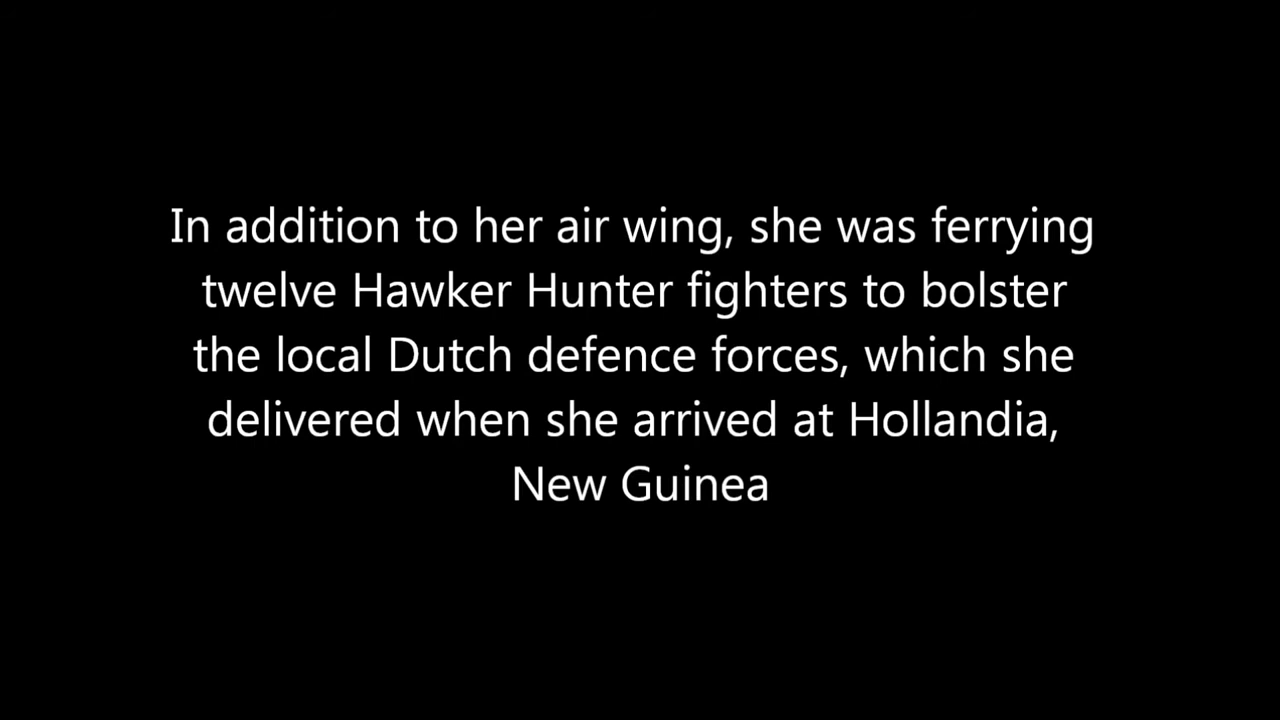 In addition to her air wing, she was ferrying
twelve Hawker Hunter fighters to bolster
the local Dutch defence forces, which she
delivered when she arrived at Hollandia,
New Guinea